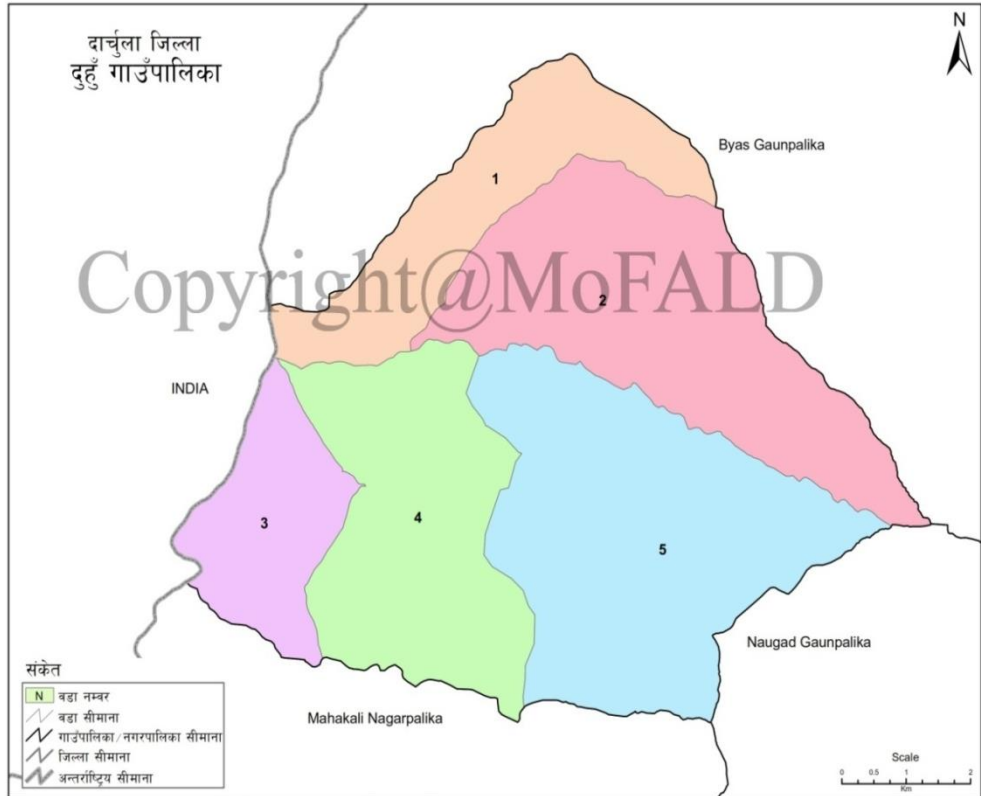 दार्चुला जिल्ला
दुहुँ गाउँपालिका
N
Byas Gaunpalika
1
Copyright@MoFALD
2
INDIA
3
4
5
Naugad Gaunpalika
Mahakali Nagarpalika
संकेत
N वडा नम्बर
वडा सीमाना
गाउँपालिका/नगरपालिका सीमाना
जिल्ला सीमाना
अन्तर्राष्ट्रिय सीमाना
Scale
0 0.5 1 2
Km